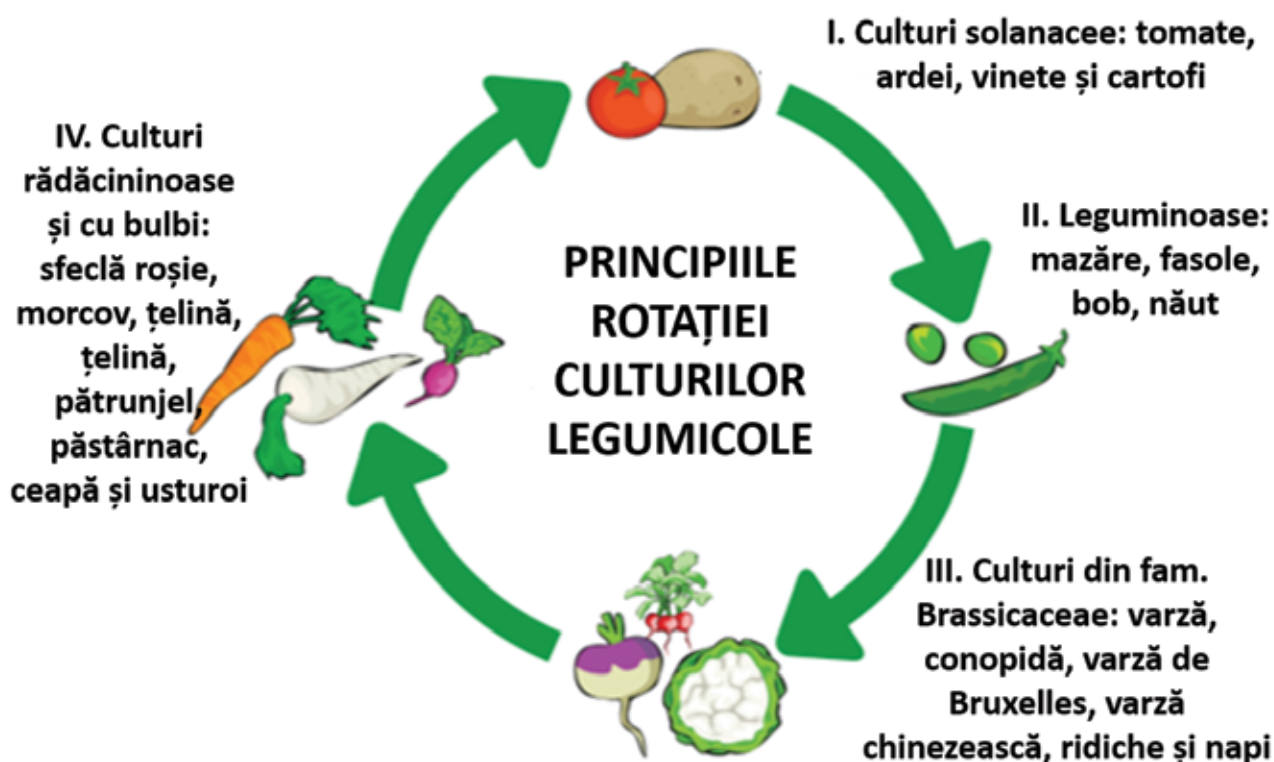 PRINCIPIILE
ROTAȚIEI
CULTURILOR
LEGUMICOLE
I. Culturi solanacee: tomate,
ardei, vinete și cartofi
II. Leguminoase:
mazăre, fasole,
bob, năut
III. Culturi din fam.
Brassicaceae: varză,
conopidă, varză de
Bruxelles, varză
chinezească, ridiche și napi
IV. Culturi
rădăcininoase
și cu bulbi:
sfeclă roșie,
morcov, țelină,
țelină,
pătrunjel,
păstârnac,
ceapă și usturoi